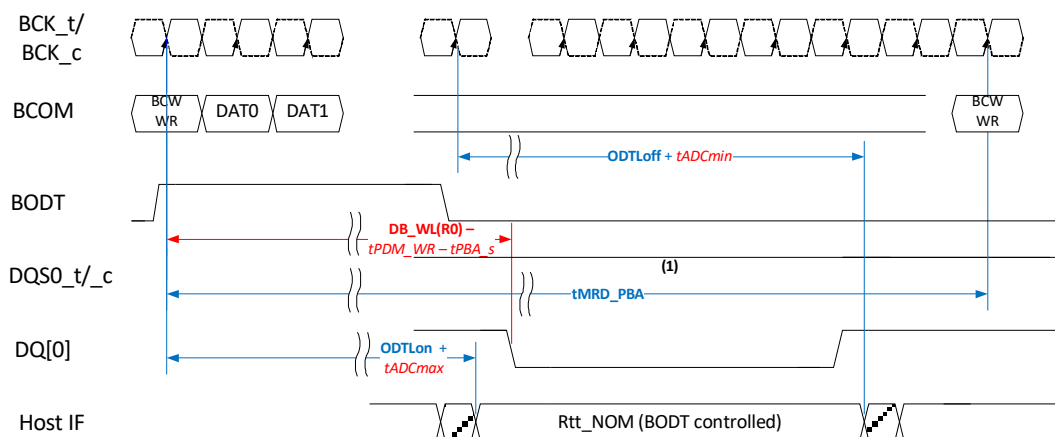 BCK_t/
BCK_c
BCOM
BCW
WR
DAT0
DAT1
BCW
WR
ODTLoff + tADCmin
BODT
DB_WL(R0) –
tPDM_WR – tPBA_s
DQS0_t/_c
(1)
tMRD_PBA
DQ[0]
ODTLon +
tADCmax
Host IF
Rtt_NOM (BODT controlled)